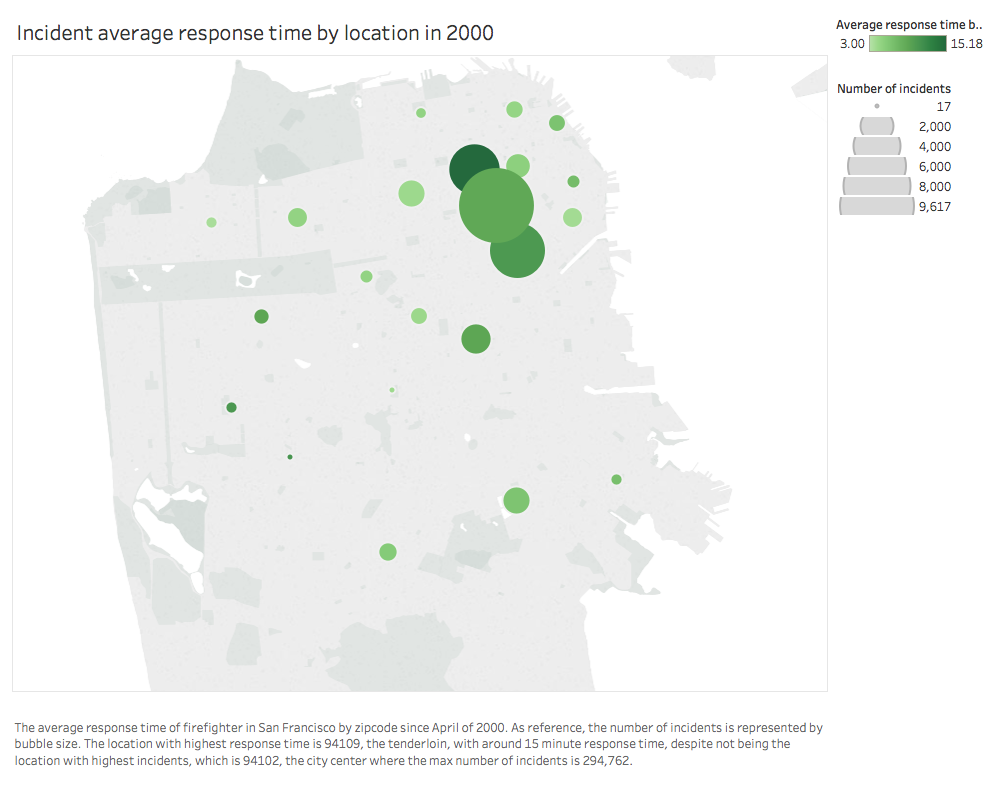 Incident average response time by location in 2000
Average response time b..
3.00 15.18
Number of incidents
17
2,000
4,000
6,000
8,000
9,617
The average response time of firefighter in San Francisco by zipcode since April of 2000. As reference, the number of incidents is represented by
bubble size. The location with highest response time is 94109, the tenderloin, with around 15 minute response time, despite not being the
location with highest incidents, which is 94102, the city center where the max number of incidents is 294,762.